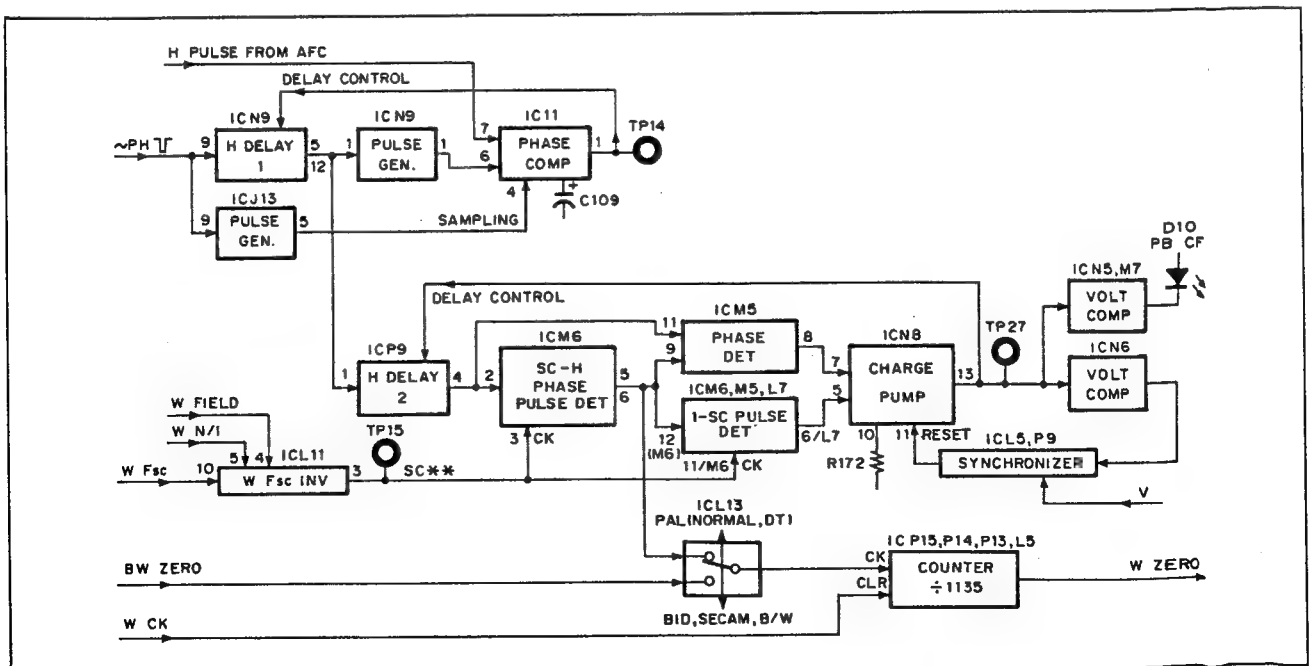 H PULSE FROM AFC
DELAY CONTROL
ICN9
ICN9
IC11
TP14
~PH
9
H DELAY
1
5
12
1
PULSE
GEN.
1
7
6
PHASE
COMP
1
4
+
C109
ICJ13
9
PULSE
GEN.
5
SAMPLING
D10
PB CF
ICN5,M7
VOLT
COMP
DELAY CONTROL
ICM5
TP27
ICP9
ICM6
11
9
PHASE
DET
8
ICN8
ICN6
1
H DELAY
2
4
2
SC-H
PHASE
PULSE DET
5
6
7
5
CHARGE
PUMP
13
VOLT
COMP
ICM6,M5,L7
1-SC PULSE
DET
12
(M6)
6/L7
W FIELD
TP15
3
CK
11/M6
CK
10
11
RESET
ICL5,P9
W N/I
5
4
ICL11
R172
SYNCHRONIZER
W Fsc
10
W Fsc INV
3
SC**
V
ICL13
PAL(NORMAL,DT)
ICP15,P14,P13,L5
BW ZERO
CK
CLR
COUNTER
÷1135
W ZERO
W CK
BID,SECAM,B/W